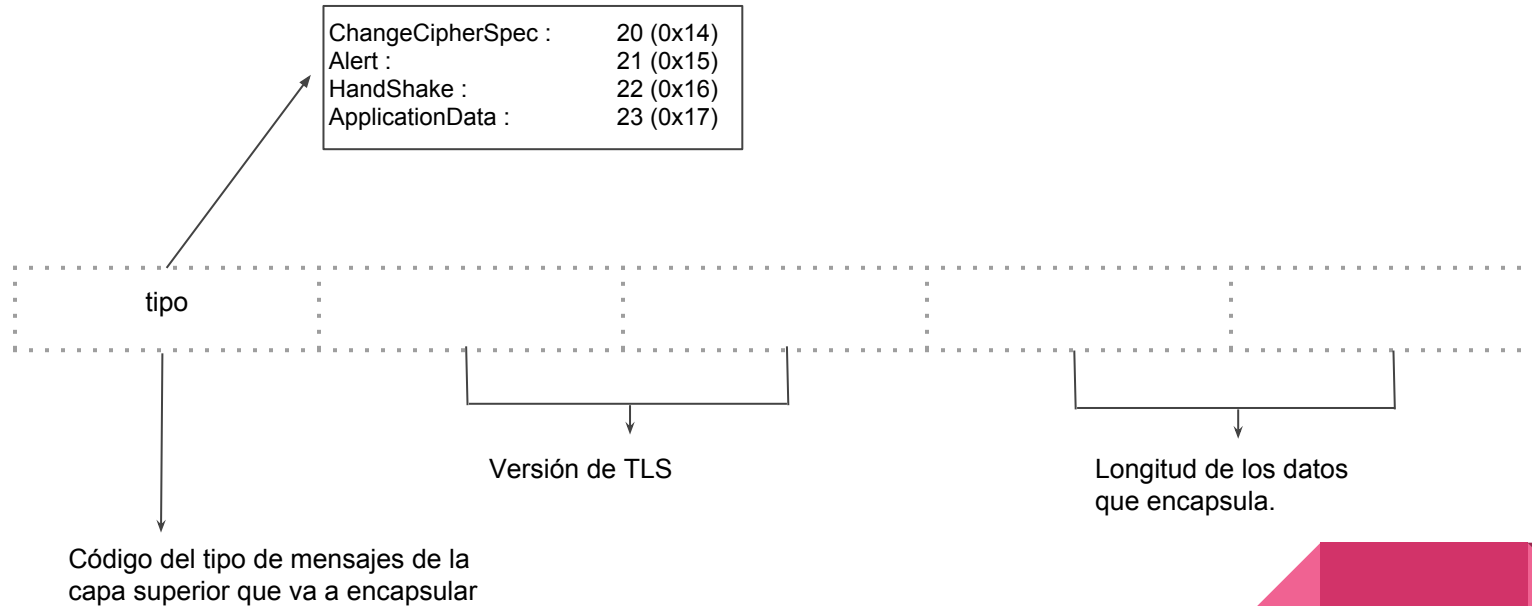 ChangeCipherSpec : 20 (0x14)
Alert : 21 (0x15)
HandShake : 22 (0x16)
ApplicationData : 23 (0x17)
tipo
Versión de TLS
Longitud de los datos
que encapsula.
Código del tipo de mensajes de la
capa superior que va a encapsular